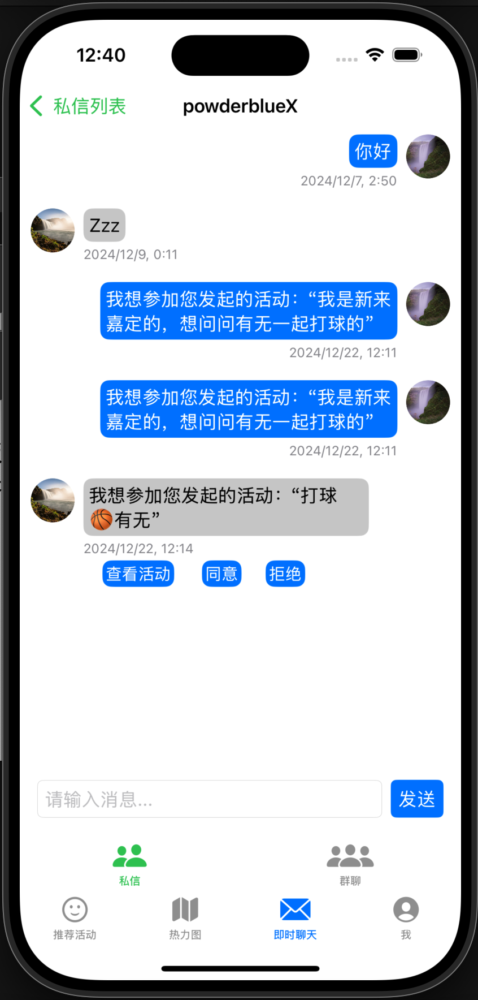 12:40
私信列表
powderblueX
你好
2024/12/7, 2:50
Zzz
2024/12/9, 0:11
我想参加您发起的活动：“我是新来
嘉定的，想问问有无一起打球的”
2024/12/22, 12:11
我想参加您发起的活动：“我是新来
嘉定的，想问问有无一起打球的”
2024/12/22, 12:11
我想参加您发起的活动：“打球
🏀有无”
2024/12/22, 12:14
查看活动 同意 拒绝
请输入消息...
发送
私信 群聊
推荐活动 热力图 即时聊天 我